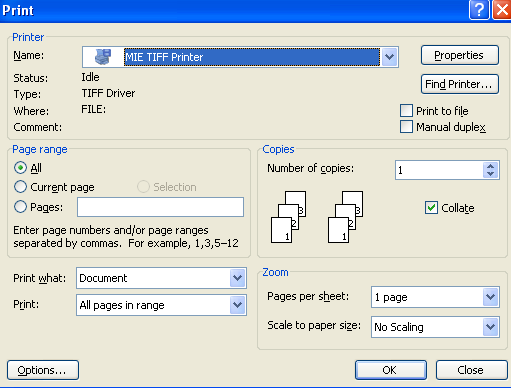 Print
Printer
Name: MIE TIFF Printer Properties
Status: Idle Find Printer...
Type: TIFF Driver
Where: FILE: Print to file
Comment: Manual duplex
Page range
All
Current page Selection
Pages:
Enter page numbers and/or page ranges
separated by commas. For example, 1,3,5–12
Copies
Number of copies: 1
3 3
2 2
1 1
Collate
Print what: Document
Print: All pages in range
Zoom
Pages per sheet: 1 page
Scale to paper size: No Scaling
Options... OK Close